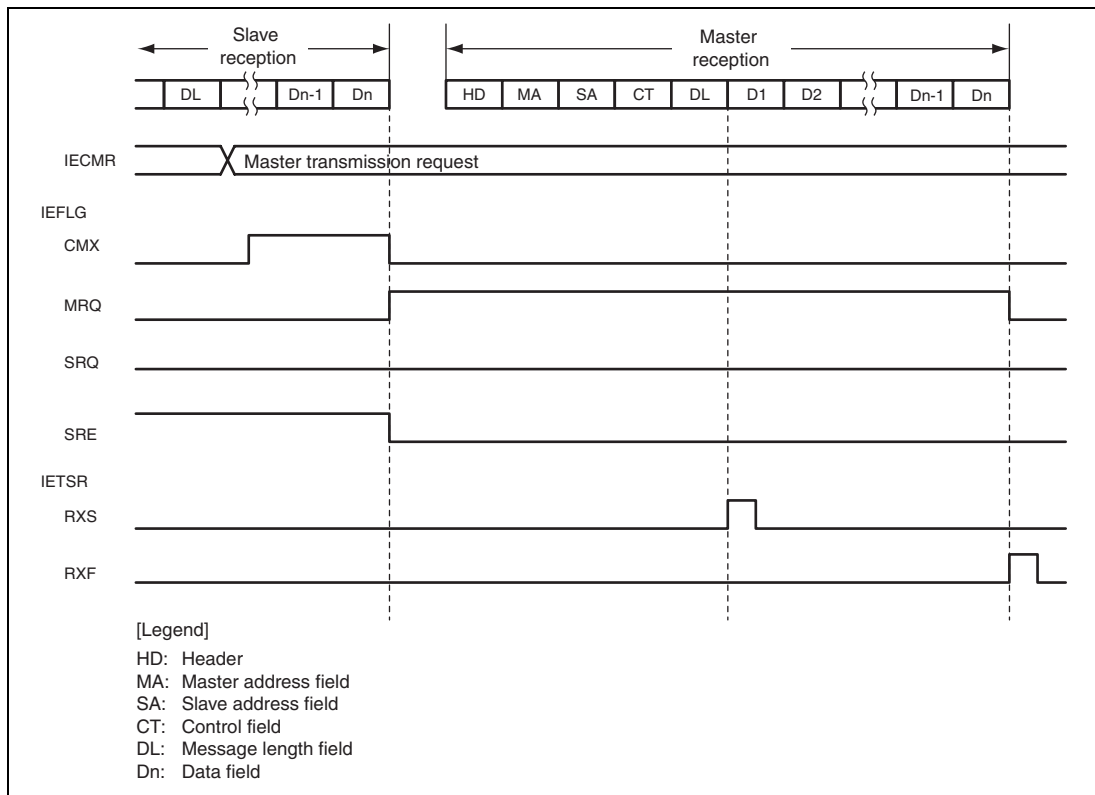 Slave
reception
Master
reception
DL Dn-1 Dn HD MA SA CT DL D1 D2 Dn-1 Dn
IECMR Master transmission request
IEFLG
CMX
MRQ
SRQ
SRE
IETSR
RXS
RXF
[Legend]
HD: Header
MA: Master address field
SA: Slave address field
CT: Control field
DL: Message length field
Dn: Data field